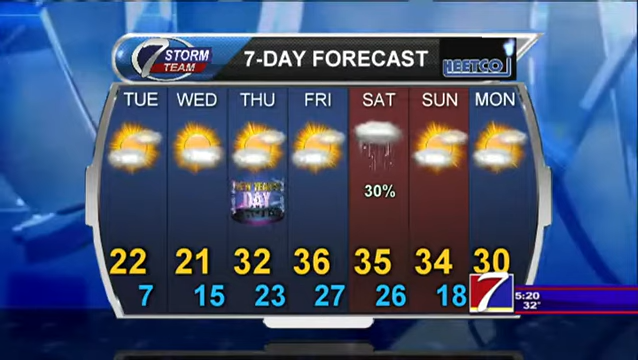 7 STORM TEAM
7-DAY FORECAST
HEETCO
TUE WED THU FRI SAT SUN MON
NEW YEAR'S
DAY
30%
22 21 32 36 35 34 30
7 15 23 27 26 18
7
5:20
32°